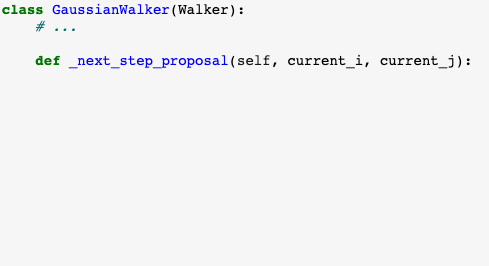 class GaussianWalker(Walker):
    # ...
    def _next_step_proposal(self, current_i, current_j):